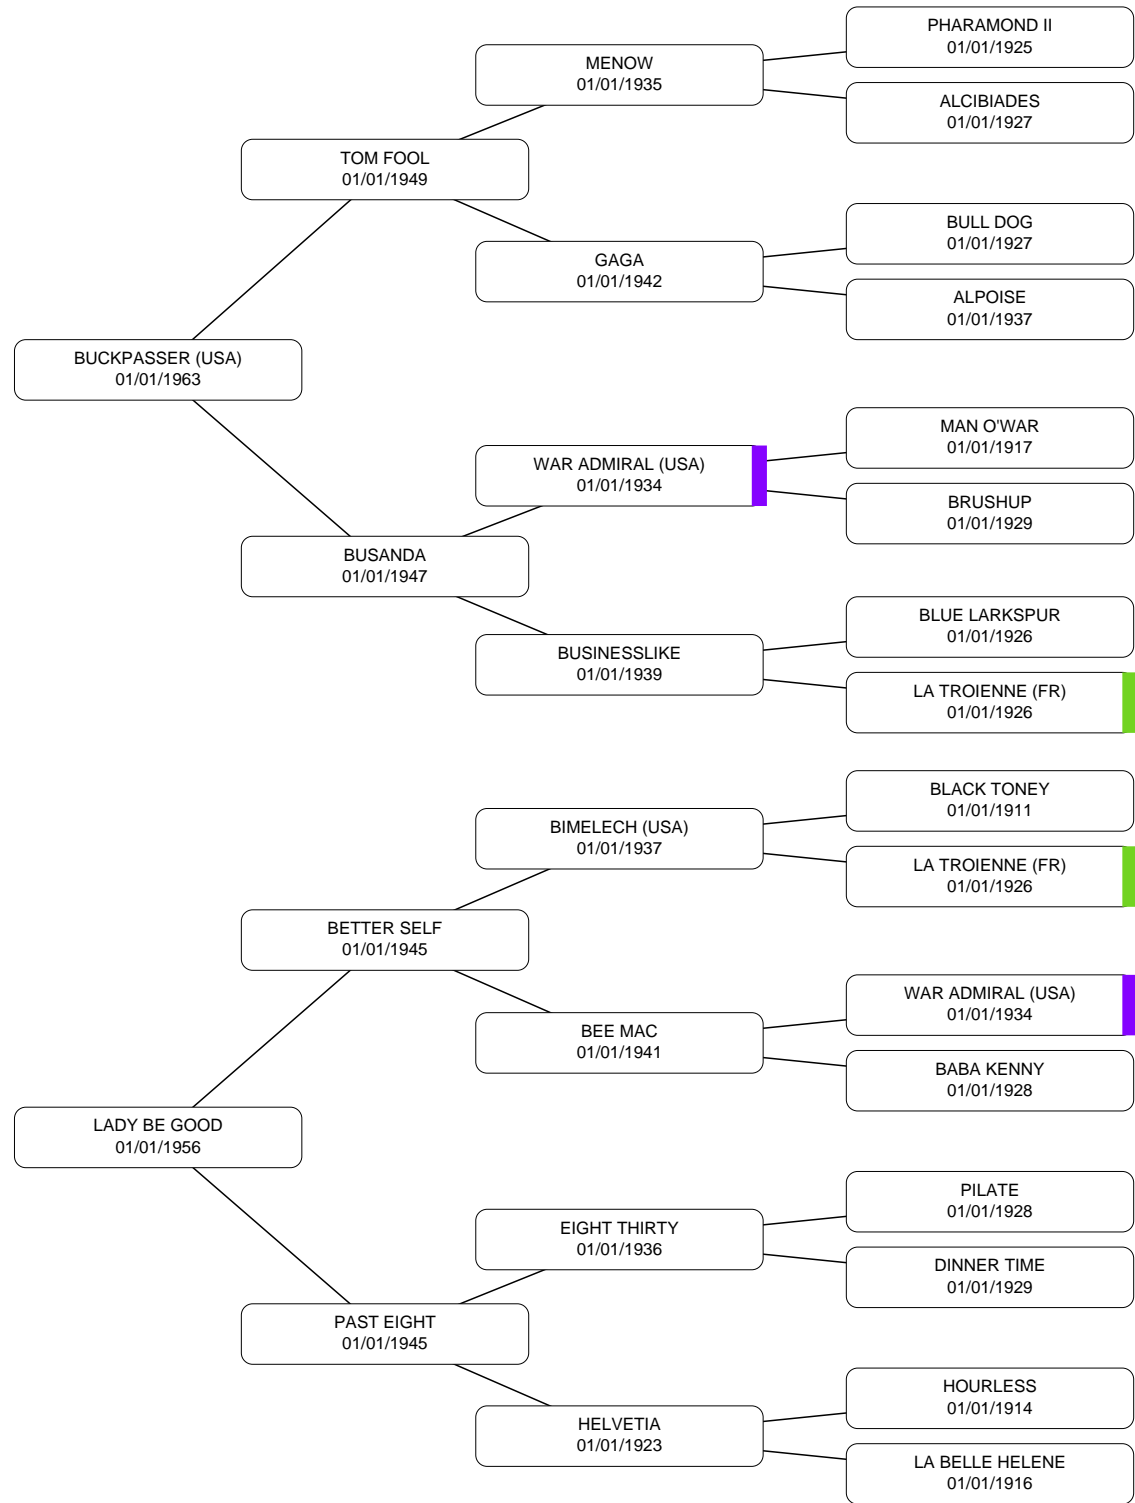 PHARAMOND II
01/01/1925
MENOW
01/01/1935
ALCIBIADES
01/01/1927
TOM FOOL
01/01/1949
BULL DOG
01/01/1927
GAGA
01/01/1942
ALPOISE
01/01/1937
BUCKPASSER (USA)
01/01/1963
MAN O'WAR
01/01/1917
WAR ADMIRAL (USA)
01/01/1934
BRUSHUP
01/01/1929
BUSANDA
01/01/1947
BLUE LARKSPUR
01/01/1926
BUSINESSLIKE
01/01/1939
LA TROIENNE (FR)
01/01/1926
BLACK TONEY
01/01/1911
BIMELECH (USA)
01/01/1937
LA TROIENNE (FR)
01/01/1926
BETTER SELF
01/01/1945
WAR ADMIRAL (USA)
01/01/1934
BEE MAC
01/01/1941
BABA KENNY
01/01/1928
LADY BE GOOD
01/01/1956
PILATE
01/01/1928
EIGHT THIRTY
01/01/1936
DINNER TIME
01/01/1929
PAST EIGHT
01/01/1945
HOURLESS
01/01/1914
HELVETIA
01/01/1923
LA BELLE HELENE
01/01/1916